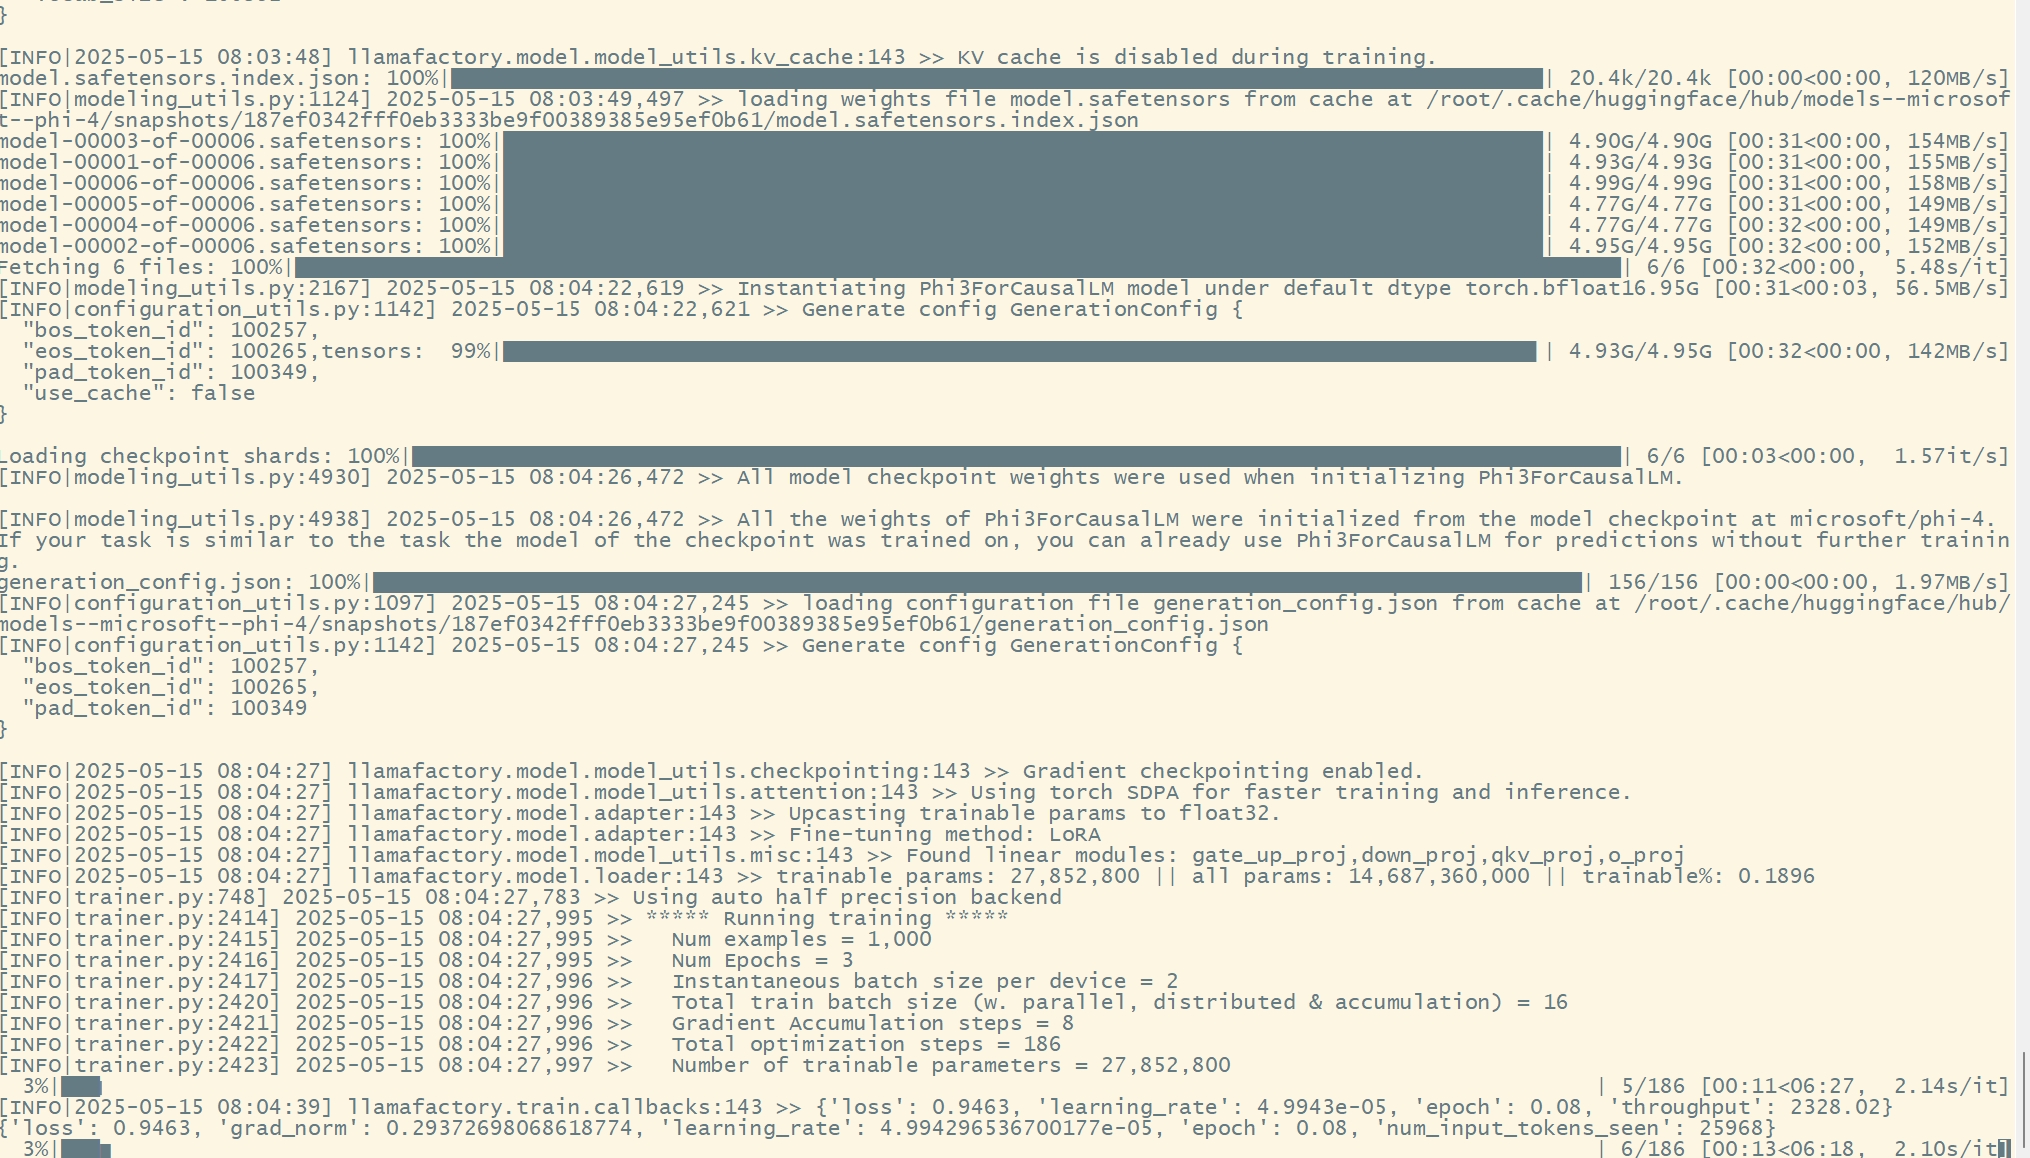 }
[INFO|2025-05-15 08:03:48] llamafactory.model.model_utils.kv_cache:143 >> KV cache is disabled during training.
model.safetensors.index.json: 100%| | 20.4k/20.4k [00:00<00:00, 120MB/s]
[INFO|modeling_utils.py:1124] 2025-05-15 08:03:49,497 >> loading weights file model.safetensors from cache at /root/.cache/huggingface/hub/models--microsof
t--phi-4/snapshots/187ef0342fff0eb3333be9f00389385e95ef0b61/model.safetensors.index.json
model-00003-of-00006.safetensors: 100%| | 4.90G/4.90G [00:31<00:00, 154MB/s]
model-00001-of-00006.safetensors: 100%| | 4.93G/4.93G [00:31<00:00, 155MB/s]
model-00006-of-00006.safetensors: 100%| | 4.99G/4.99G [00:31<00:00, 158MB/s]
model-00005-of-00006.safetensors: 100%| | 4.77G/4.77G [00:31<00:00, 149MB/s]
model-00004-of-00006.safetensors: 100%| | 4.77G/4.77G [00:32<00:00, 149MB/s]
model-00002-of-00006.safetensors: 100%| | 4.95G/4.95G [00:32<00:00, 152MB/s]
Fetching 6 files: 100%| | 6/6 [00:32<00:00,  5.48s/it]
[INFO|modeling_utils.py:2167] 2025-05-15 08:04:22,619 >> Instantiating Phi3ForCausalLM model under default dtype torch.bfloat16.95G [00:31<00:03, 56.5MB/s]
[INFO|configuration_utils.py:1142] 2025-05-15 08:04:22,621 >> Generate config GenerationConfig {
  "bos_token_id": 100257,
  "eos_token_id": 100265,tensors:  99%| | 4.93G/4.95G [00:32<00:00, 142MB/s]
  "pad_token_id": 100349,
  "use_cache": false
}
Loading checkpoint shards: 100%| | 6/6 [00:03<00:00,  1.57it/s]
[INFO|modeling_utils.py:4930] 2025-05-15 08:04:26,472 >> All model checkpoint weights were used when initializing Phi3ForCausalLM.
[INFO|modeling_utils.py:4938] 2025-05-15 08:04:26,472 >> All the weights of Phi3ForCausalLM were initialized from the model checkpoint at microsoft/phi-4.
If your task is similar to the task the model of the checkpoint was trained on, you can already use Phi3ForCausalLM for predictions without further trainin
g.
generation_config.json: 100%| | 156/156 [00:00<00:00, 1.97MB/s]
[INFO|configuration_utils.py:1097] 2025-05-15 08:04:27,245 >> loading configuration file generation_config.json from cache at /root/.cache/huggingface/hub/
models--microsoft--phi-4/snapshots/187ef0342fff0eb3333be9f00389385e95ef0b61/generation_config.json
[INFO|configuration_utils.py:1142] 2025-05-15 08:04:27,245 >> Generate config GenerationConfig {
  "bos_token_id": 100257,
  "eos_token_id": 100265,
  "pad_token_id": 100349
}
[INFO|2025-05-15 08:04:27] llamafactory.model.model_utils.checkpointing:143 >> Gradient checkpointing enabled.
[INFO|2025-05-15 08:04:27] llamafactory.model.model_utils.attention:143 >> Using torch SDPA for faster training and inference.
[INFO|2025-05-15 08:04:27] llamafactory.model.adapter:143 >> Upcasting trainable params to float32.
[INFO|2025-05-15 08:04:27] llamafactory.model.adapter:143 >> Fine-tuning method: LoRA
[INFO|2025-05-15 08:04:27] llamafactory.model.model_utils.misc:143 >> Found linear modules: gate_up_proj,down_proj,qkv_proj,o_proj
[INFO|2025-05-15 08:04:27] llamafactory.model.loader:143 >> trainable params: 27,852,800 || all params: 14,687,360,000 || trainable%: 0.1896
[INFO|trainer.py:748] 2025-05-15 08:04:27,783 >> Using auto half precision backend
[INFO|trainer.py:2414] 2025-05-15 08:04:27,995 >> ***** Running training *****
[INFO|trainer.py:2415] 2025-05-15 08:04:27,995 >>   Num examples = 1,000
[INFO|trainer.py:2416] 2025-05-15 08:04:27,995 >>   Num Epochs = 3
[INFO|trainer.py:2417] 2025-05-15 08:04:27,996 >>   Instantaneous batch size per device = 2
[INFO|trainer.py:2420] 2025-05-15 08:04:27,996 >>   Total train batch size (w. parallel, distributed & accumulation) = 16
[INFO|trainer.py:2421] 2025-05-15 08:04:27,996 >>   Gradient Accumulation steps = 8
[INFO|trainer.py:2422] 2025-05-15 08:04:27,996 >>   Total optimization steps = 186
[INFO|trainer.py:2423] 2025-05-15 08:04:27,997 >>   Number of trainable parameters = 27,852,800
  3%| | 5/186 [00:11<06:27,  2.14s/it]
[INFO|2025-05-15 08:04:39] llamafactory.train.callbacks:143 >> {'loss': 0.9463, 'learning_rate': 4.9943e-05, 'epoch': 0.08, 'throughput': 2328.02}
{'loss': 0.9463, 'grad_norm': 0.29372698068618774, 'learning_rate': 4.994296536700177e-05, 'epoch': 0.08, 'num_input_tokens_seen': 25968}
  3%| | 6/186 [00:13<06:18,  2.10s/it]